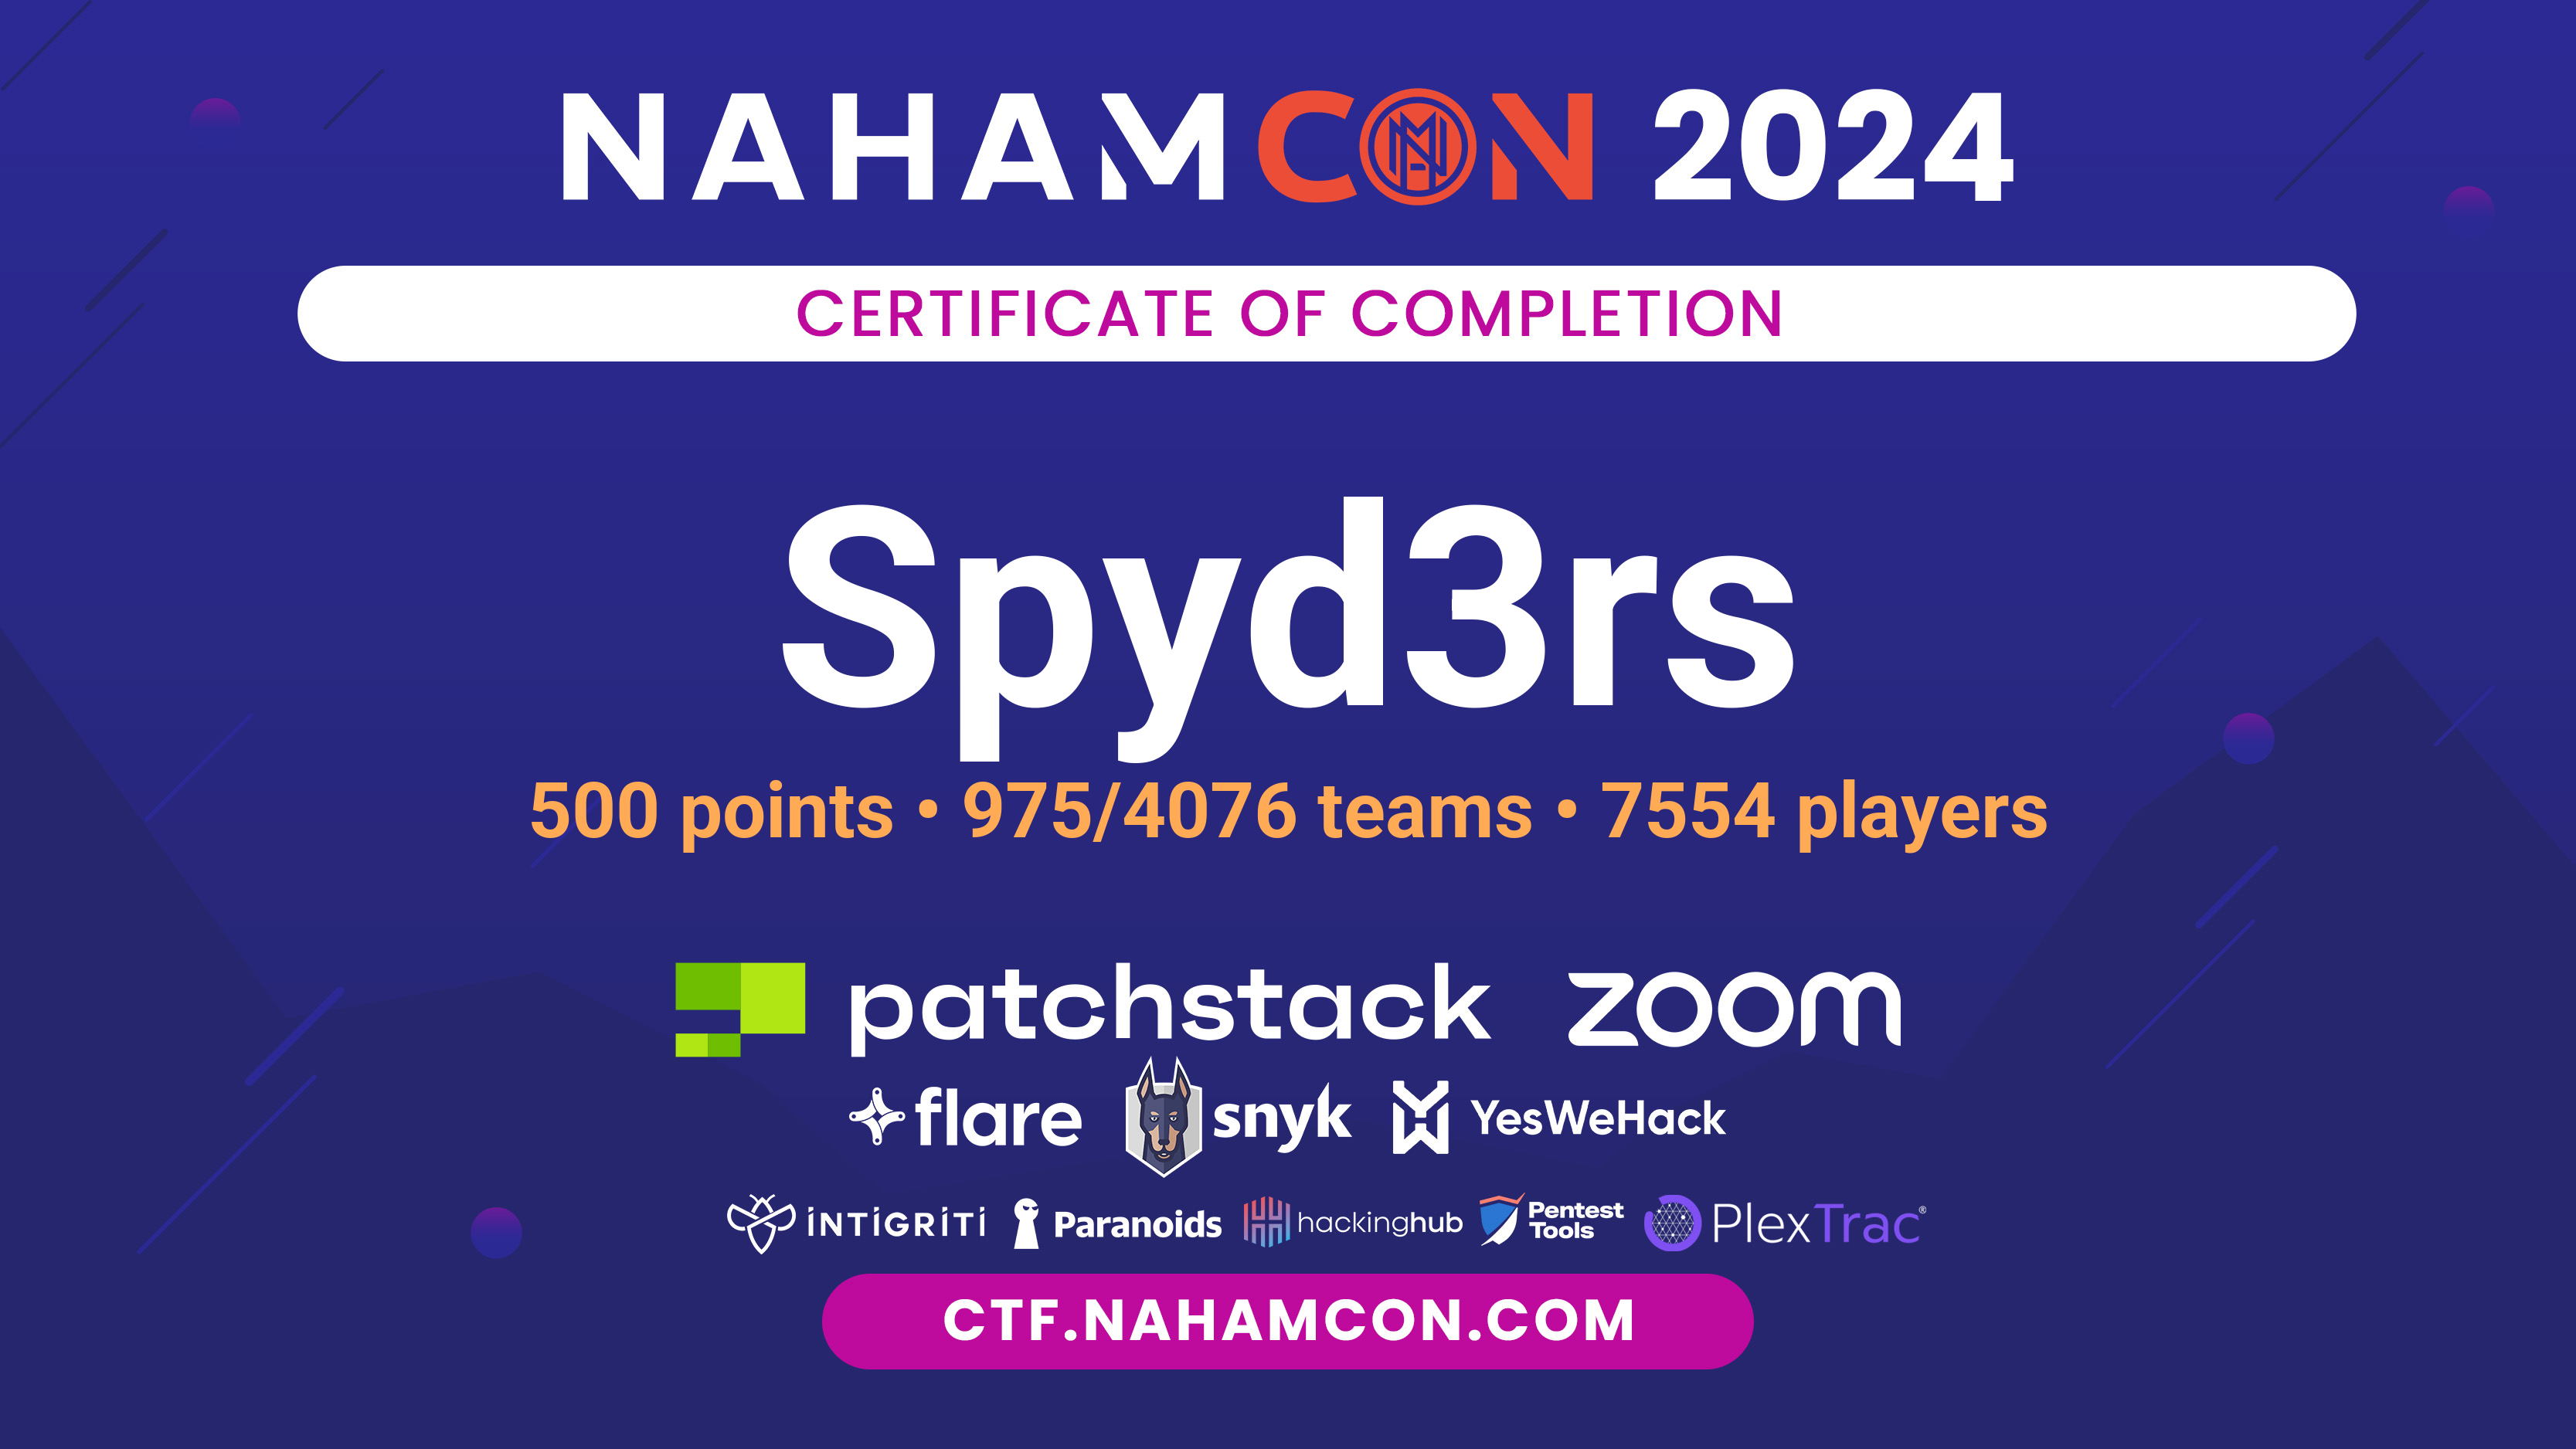 NAHAMCON 2024
CERTIFICATE OF COMPLETION
Spyd3rs
500 points • 975/4076 teams • 7554 players
patchstack zoom
flare snyk YesWeHack
INTIGRITI Paranoids hackinghub Pentest Tools PlexTrac®
CTF.NAHAMCON.COM